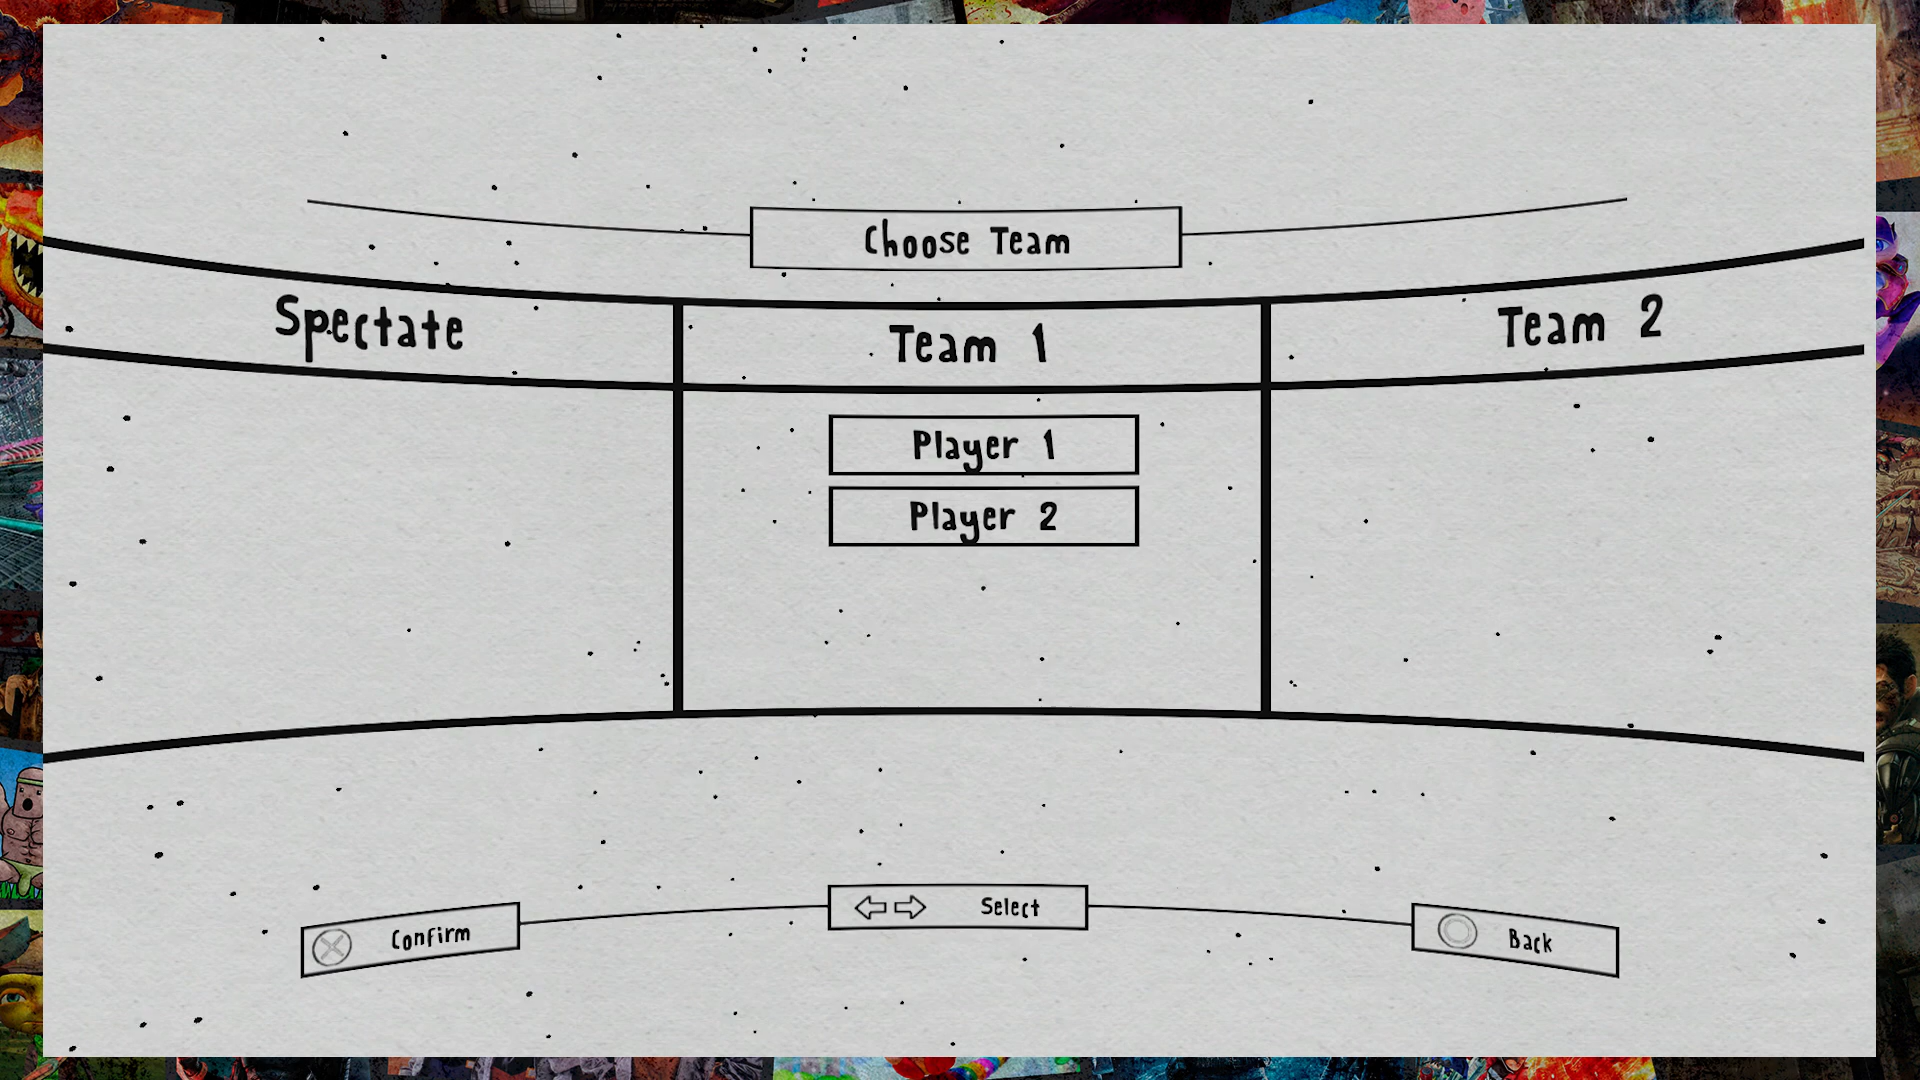 Choose Team
Spectate
Team 1
Team 2
Player 1
Player 2
Confirm
Select
Back